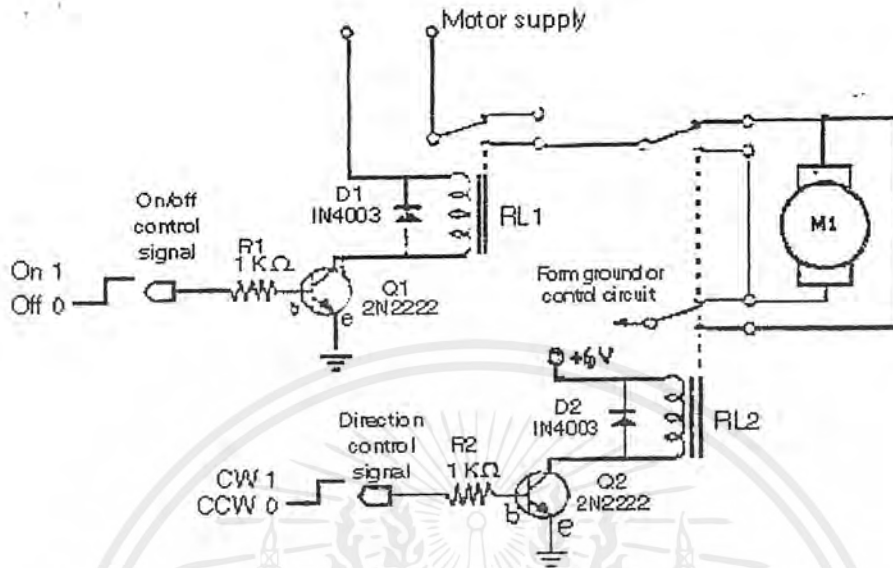 Motor supply
D1
IN4003
RL1
On/off
control
signal
R1
1 KΩ
On 1
Off 0
Q1
2N2222
e
M1
Form ground or
control circuit
+6V
D2
IN4003
RL2
Direction
control
signal
R2
1 KΩ
CW 1
CCW 0
Q2
2N2222
b
e